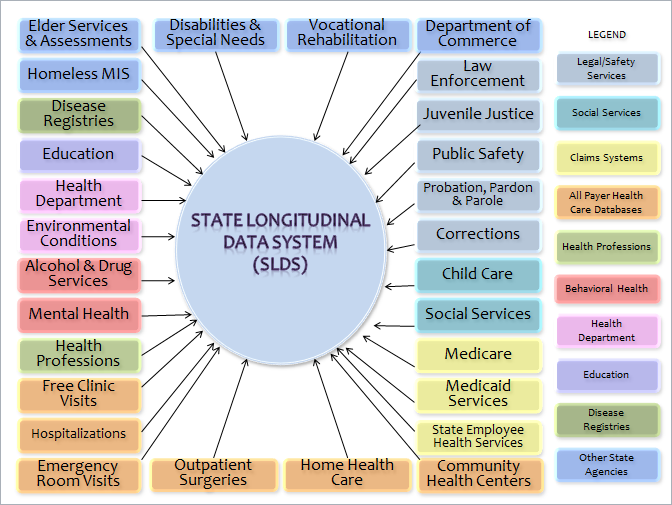 Elder Services
& Assessments
Disabilities &
Special Needs
Vocational
Rehabilitation
Department of
Commerce
LEGEND
Homeless MIS
Law
Enforcement
Legal/Safety
Services
Disease
Registries
Juvenile Justice
Social Services
Education
Public Safety
Claims Systems
Health
Department
Probation, Pardon
& Parole
All Payer Health
Care Databases
STATE LONGITUDINAL
DATA SYSTEM
(SLDS)
Environmental
Conditions
Corrections
Health Professions
Alcohol & Drug
Services
Child Care
Behavioral Health
Mental Health
Social Services
Health
Department
Health
Professions
Medicare
Education
Free Clinic
Visits
Medicaid
Services
Disease
Registries
Hospitalizations
State Employee
Health Services
Emergency
Room Visits
Outpatient
Surgeries
Home Health
Care
Community
Health Centers
Other State
Agencies